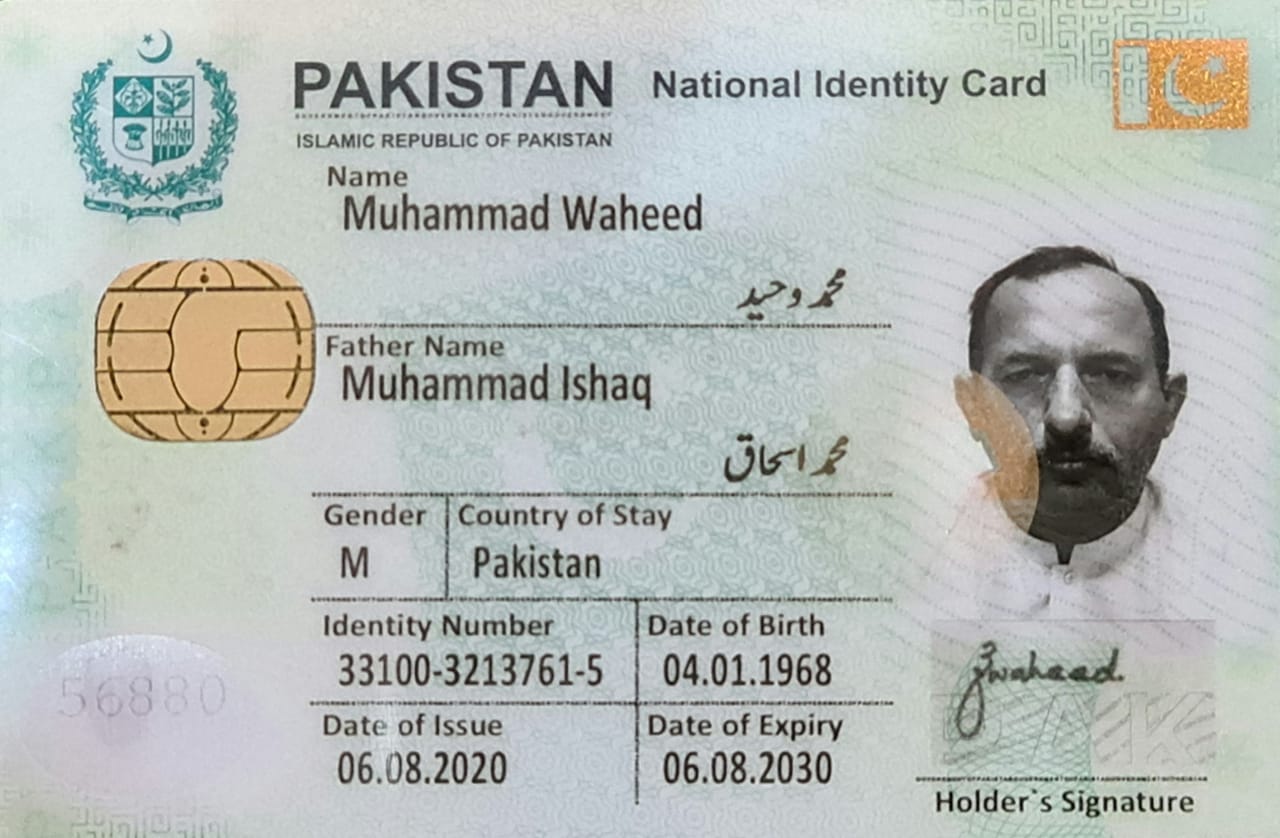 PAKISTAN National Identity Card
ISLAMIC REPUBLIC OF PAKISTAN
Name
Muhammad Waheed
محمد وحید
Father Name
Muhammad Ishaq
محمد اسحاق
Gender Country of Stay
M Pakistan
Identity Number Date of Birth
33100-3213761-5 04.01.1968
Date of Issue Date of Expiry
06.08.2020 06.08.2030
56880
waheed
PAK
Holder`s Signature